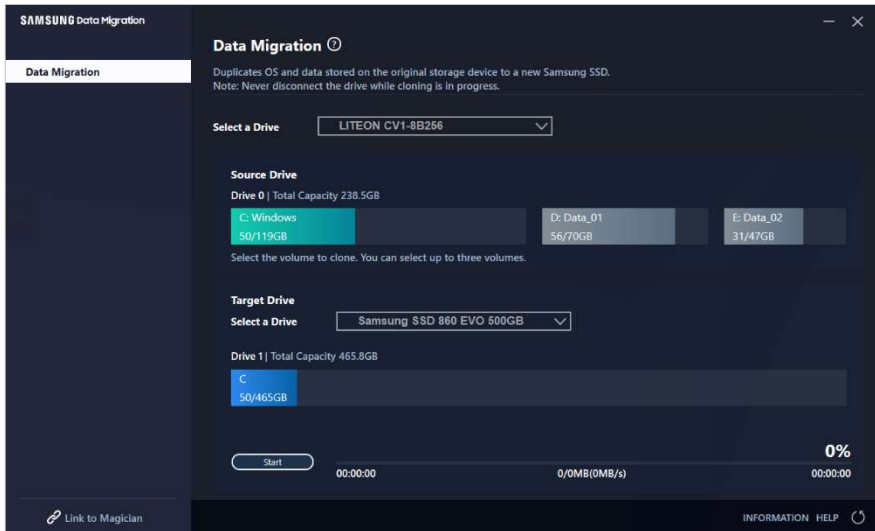 SAMSUNG Data Migration
Data Migration
Data Migration ?
Duplicates OS and data stored on the original storage device to a new Samsung SSD.
Note: Never disconnect the drive while cloning is in progress.
Select a Drive LITEON CV1-8B256
Source Drive
Drive 0 | Total Capacity 238.5GB
C: Windows D: Data_01 E: Data_02
50/119GB 56/70GB 31/47GB
Select the volume to clone. You can select up to three volumes.
Target Drive
Select a Drive Samsung SSD 860 EVO 500GB
Drive 1 | Total Capacity 465.8GB
C
50/465GB
0%
Start
00:00:00 0/0MB(0MB/s) 00:00:00
Link to Magician INFORMATION HELP